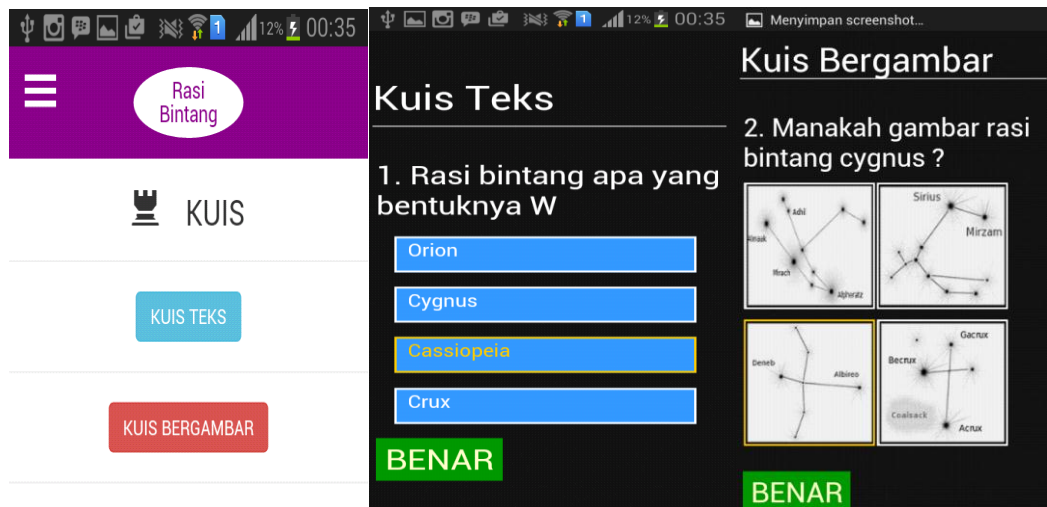 12% 00:35
Rasi
Bintang
KUIS
KUIS TEKS
KUIS BERGAMBAR
1 12% 00:35
Kuis Teks
1. Rasi bintang apa yang
bentuknya W
Orion
Cygnus
Cassiopeia
Crux
BENAR
Menyimpan screenshot...
Kuis Bergambar
2. Manakah gambar rasi
bintang cygnus ?
Adhil
Mirach
Alpheratz
Sirius
Mirzam
Deneb
Albireo
Gacrux
Becrux
Coalsack
Acrux
BENAR